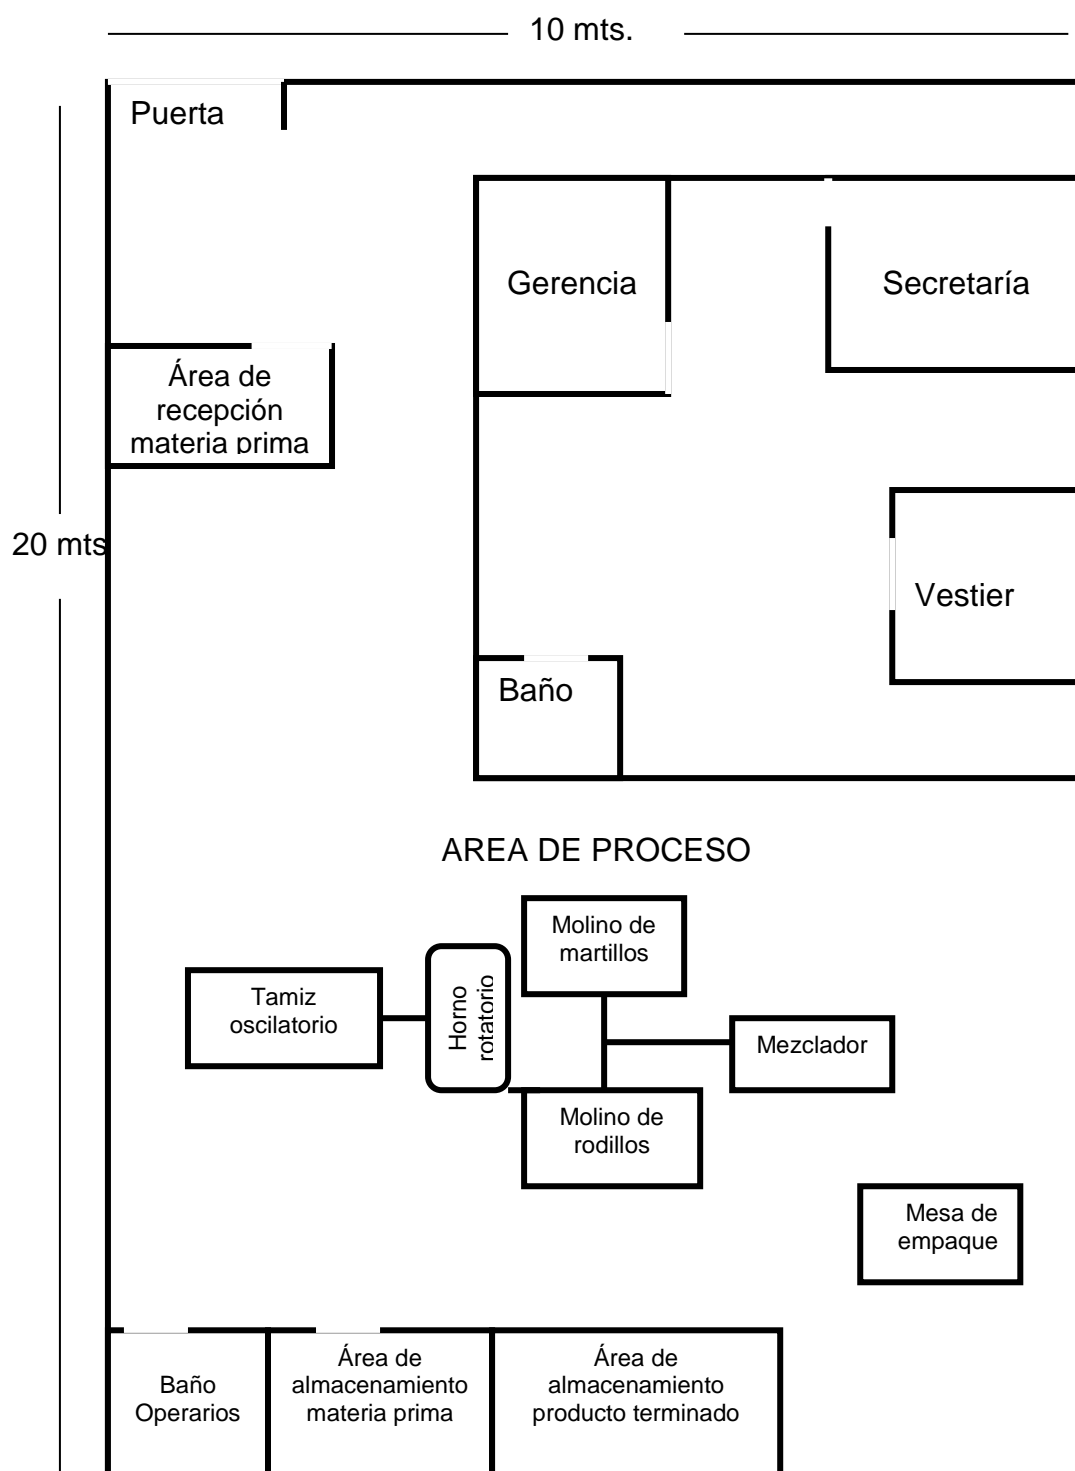 10 mts.
Puerta
Gerencia
Secretaría
Área de
recepción
materia prima
20 mts
Vestier
Baño
AREA DE PROCESO
Molino de
martillos
Tamiz
oscilatorio
Horno
rotatorio
Mezclador
Molino de
rodillos
Mesa de
empaque
Baño
Operarios
Área de
almacenamiento
materia prima
Área de
almacenamiento
producto terminado